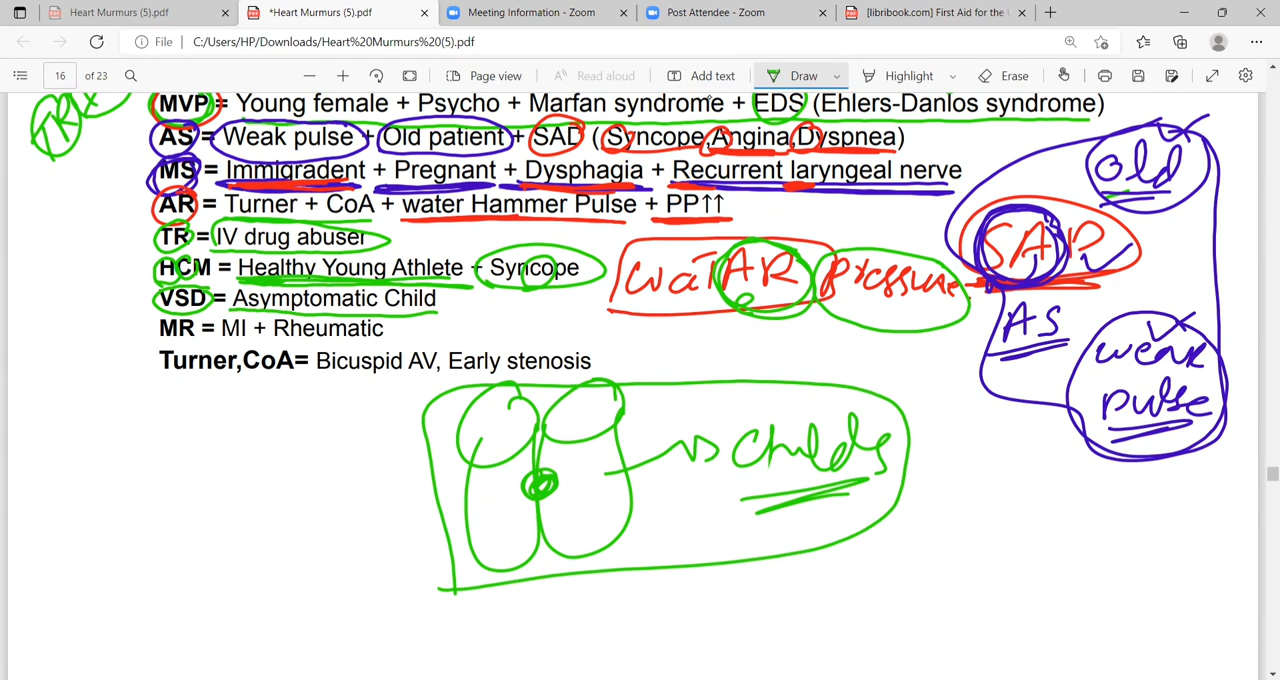 Heart Murmurs (5).pdf
*Heart Murmurs (5).pdf
Meeting Information - Zoom
Post Attendee - Zoom
[libribook.com] First Aid for the
File
C:/Users/HP/Downloads/Heart%20Murmurs%20(5).pdf
16 of 23
Page view
Read aloud
Add text
Draw
Highlight
Erase
MVP = Young female + Psycho + Marfan syndrome + EDS (Ehlers-Danlos syndrome)
AS = Weak pulse + Old patient + SAD (Syncope,Angina,Dyspnea)
MS = Immigradent + Pregnant + Dysphagia + Recurrent laryngeal nerve
AR = Turner + CoA + water Hammer Pulse + PP↑↑
TR = IV drug abuser
HCM = Healthy Young Athlete + Syncope
VSD = Asymptomatic Child
MR = MI + Rheumatic
Turner,CoA= Bicuspid AV, Early stenosis
old
SAD
waTAR pressure
AS
weak
pulse